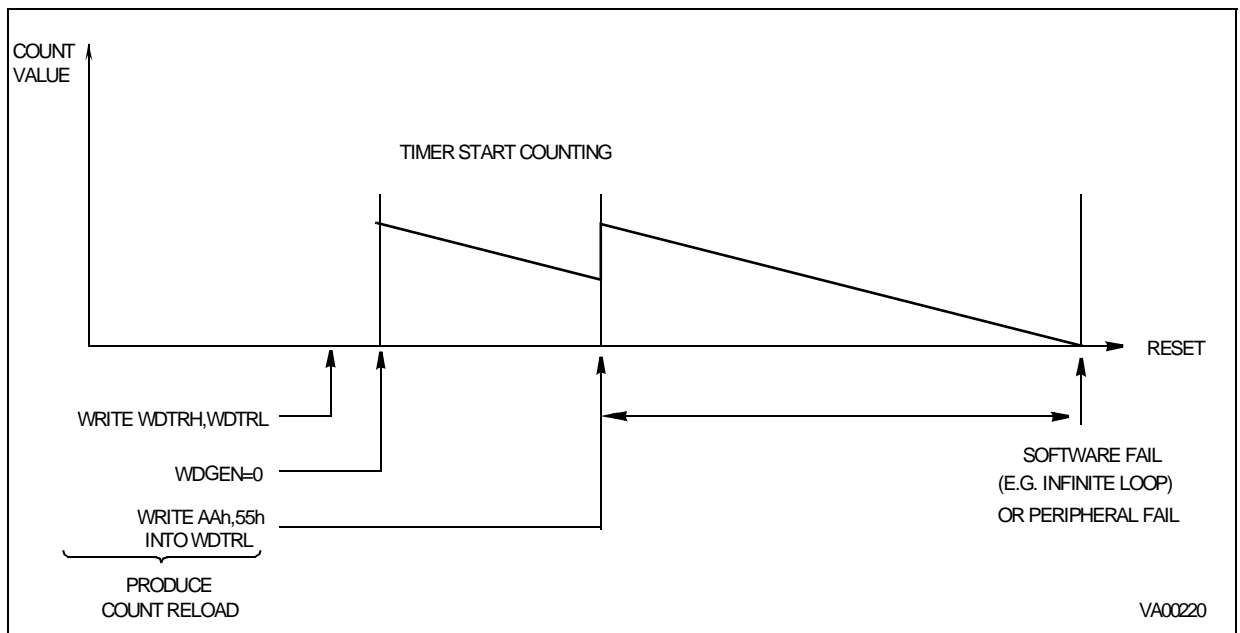 COUNT
VALUE
TIMER START COUNTING
RESET
WRITE WDTRH,WDTRL
WDGEN=0
WRITE AAh,55h
INTO WDTRL
PRODUCE
COUNT RELOAD
SOFTWARE FAIL
(E.G. INFINITE LOOP)
OR PERIPHERAL FAIL
VA00220